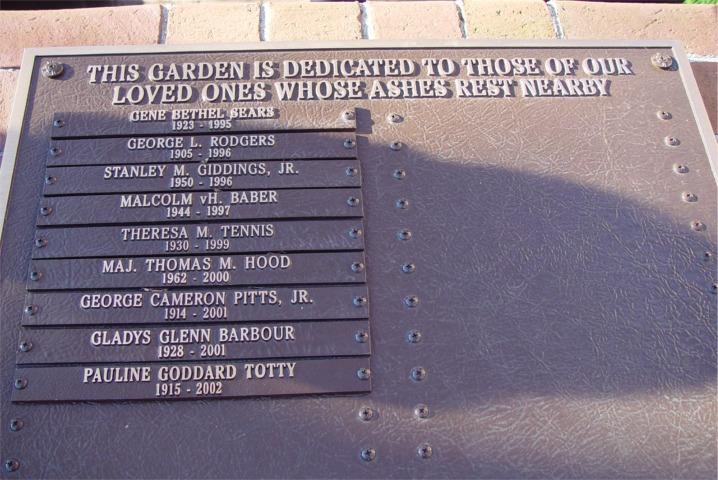 THIS GARDEN IS DEDICATED TO THOSE OF OUR
LOVED ONES WHOSE ASHES REST NEARBY
GENE BETHEL SEARS
1923 - 1995
GEORGE L. RODGERS
1905 - 1996
STANLEY M. GIDDINGS, JR.
1950 - 1996
MALCOLM vH. BABER
1944 - 1997
THERESA M. TENNIS
1930 - 1999
MAJ. THOMAS M. HOOD
1962 - 2000
GEORGE CAMERON PITTS, JR.
1914 - 2001
GLADYS GLENN BARBOUR
1928 - 2001
PAULINE GODDARD TOTTY
1915 - 2002